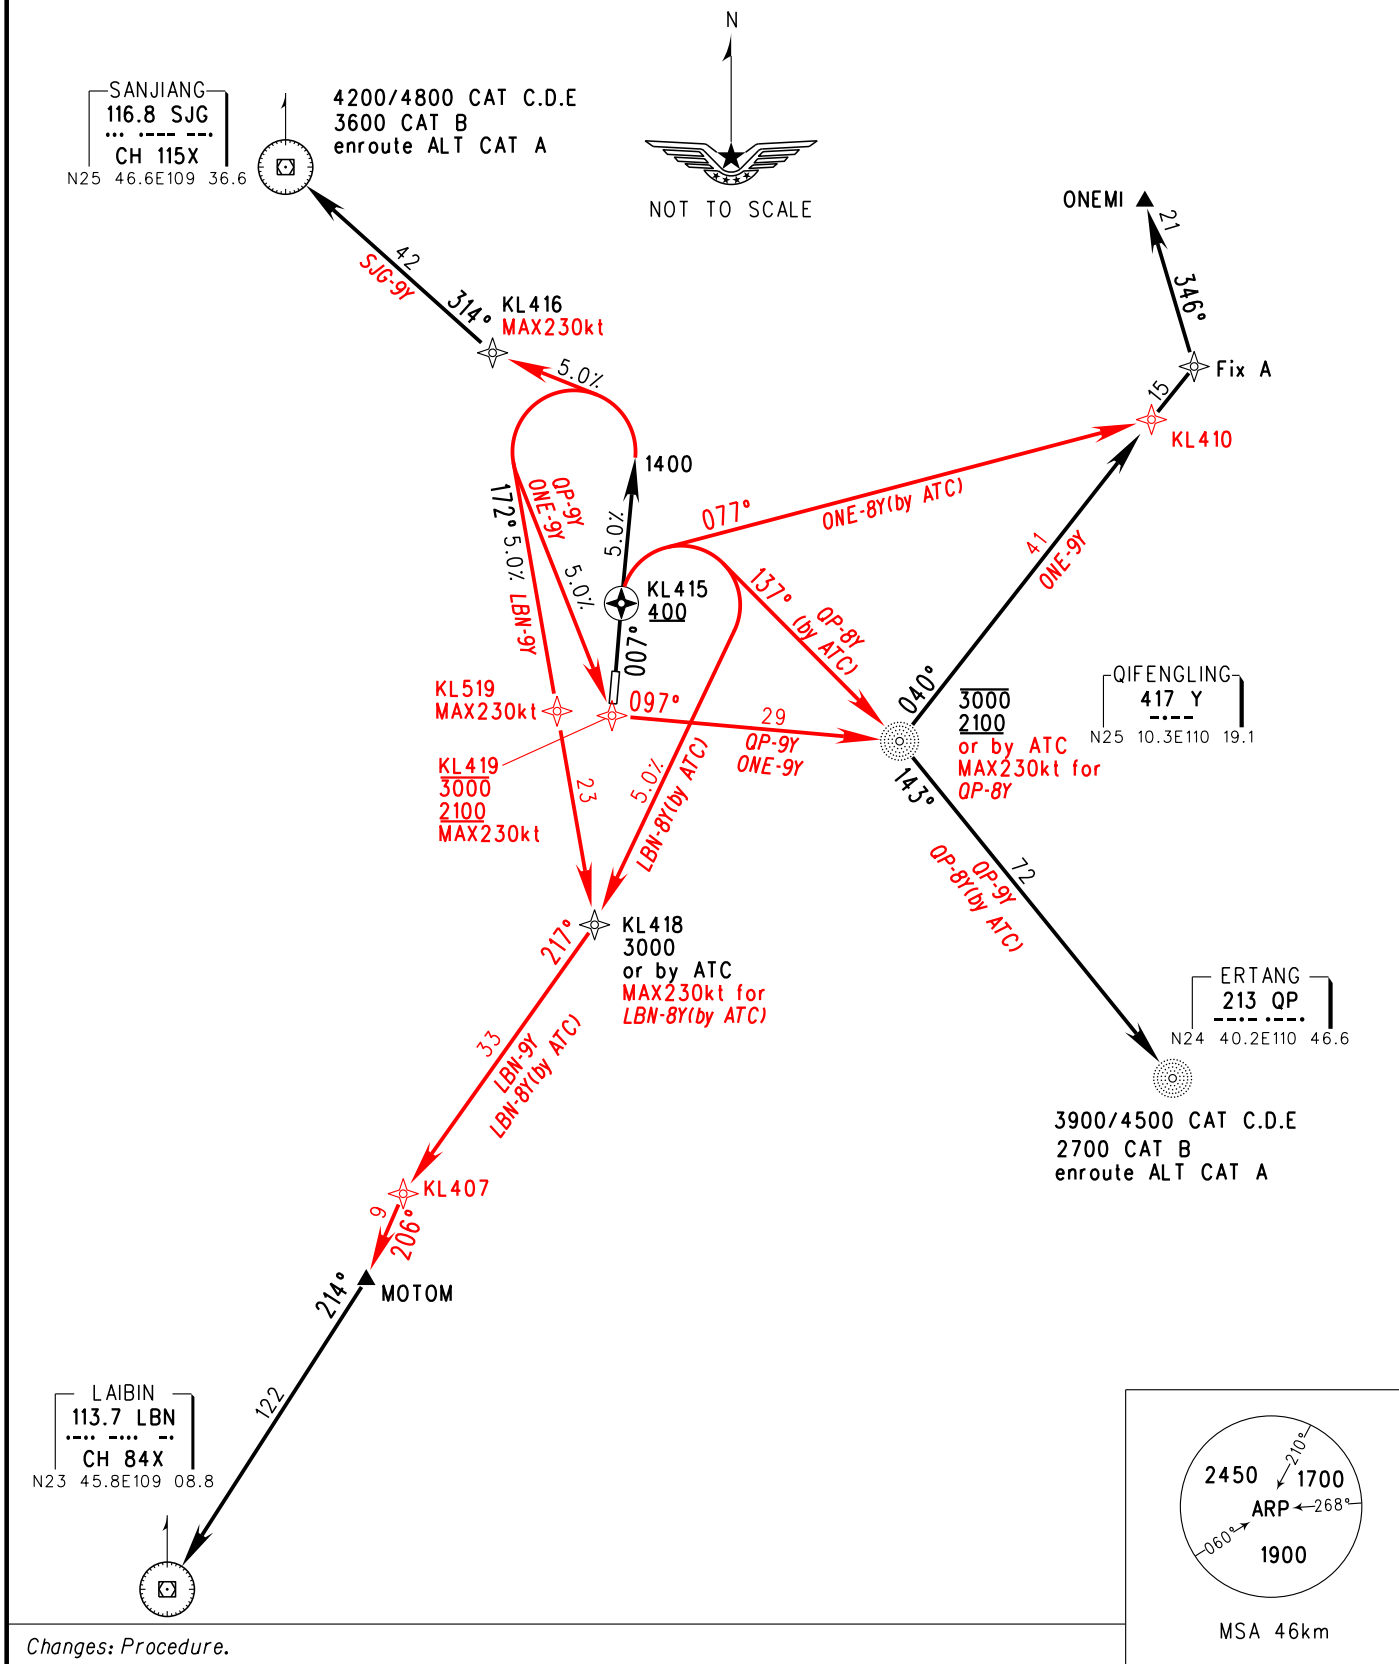 N
NOT TO SCALE
SANJIANG
116.8 SJG
··· ·--- --·
CH 115X
N25 46.6E109 36.6
4200/4800 CAT C.D.E
3600 CAT B
enroute ALT CAT A
42
SJG-9Y
314°
KL416
MAX230kt
5.0%
ONEMI
21
346°
Fix A
15
KL410
1400
5.0%
KL415
400
007°
077°
ONE-8Y(by ATC)
QP-9Y
ONE-9Y
5.0%
172° 5.0% LBN-9Y
137° (by ATC)
QP-8Y
41
ONE-9Y
040°
KL519
MAX230kt
KL419
3000
2100
MAX230kt
097°
29
QP-9Y
ONE-9Y
3000
2100
or by ATC
MAX230kt for
QP-8Y
QIFENGLING
417 Y
-·--
N25 10.3E110 19.1
23
5.0%
LBN-8Y(by ATC)
143°
72
QP-9Y
QP-8Y(by ATC)
217°
KL418
3000
or by ATC
MAX230kt for
LBN-8Y(by ATC)
33
LBN-9Y
LBN-8Y(by ATC)
ERTANG
213 QP
--·- ·--·
N24 40.2E110 46.6
3900/4500 CAT C.D.E
2700 CAT B
enroute ALT CAT A
KL407
9
206°
MOTOM
214°
122
LAIBIN
113.7 LBN
·-·· -··· -·
CH 84X
N23 45.8E109 08.8
2450
210°
1700
ARP
268°
060°
1900
MSA 46km
Changes: Procedure.